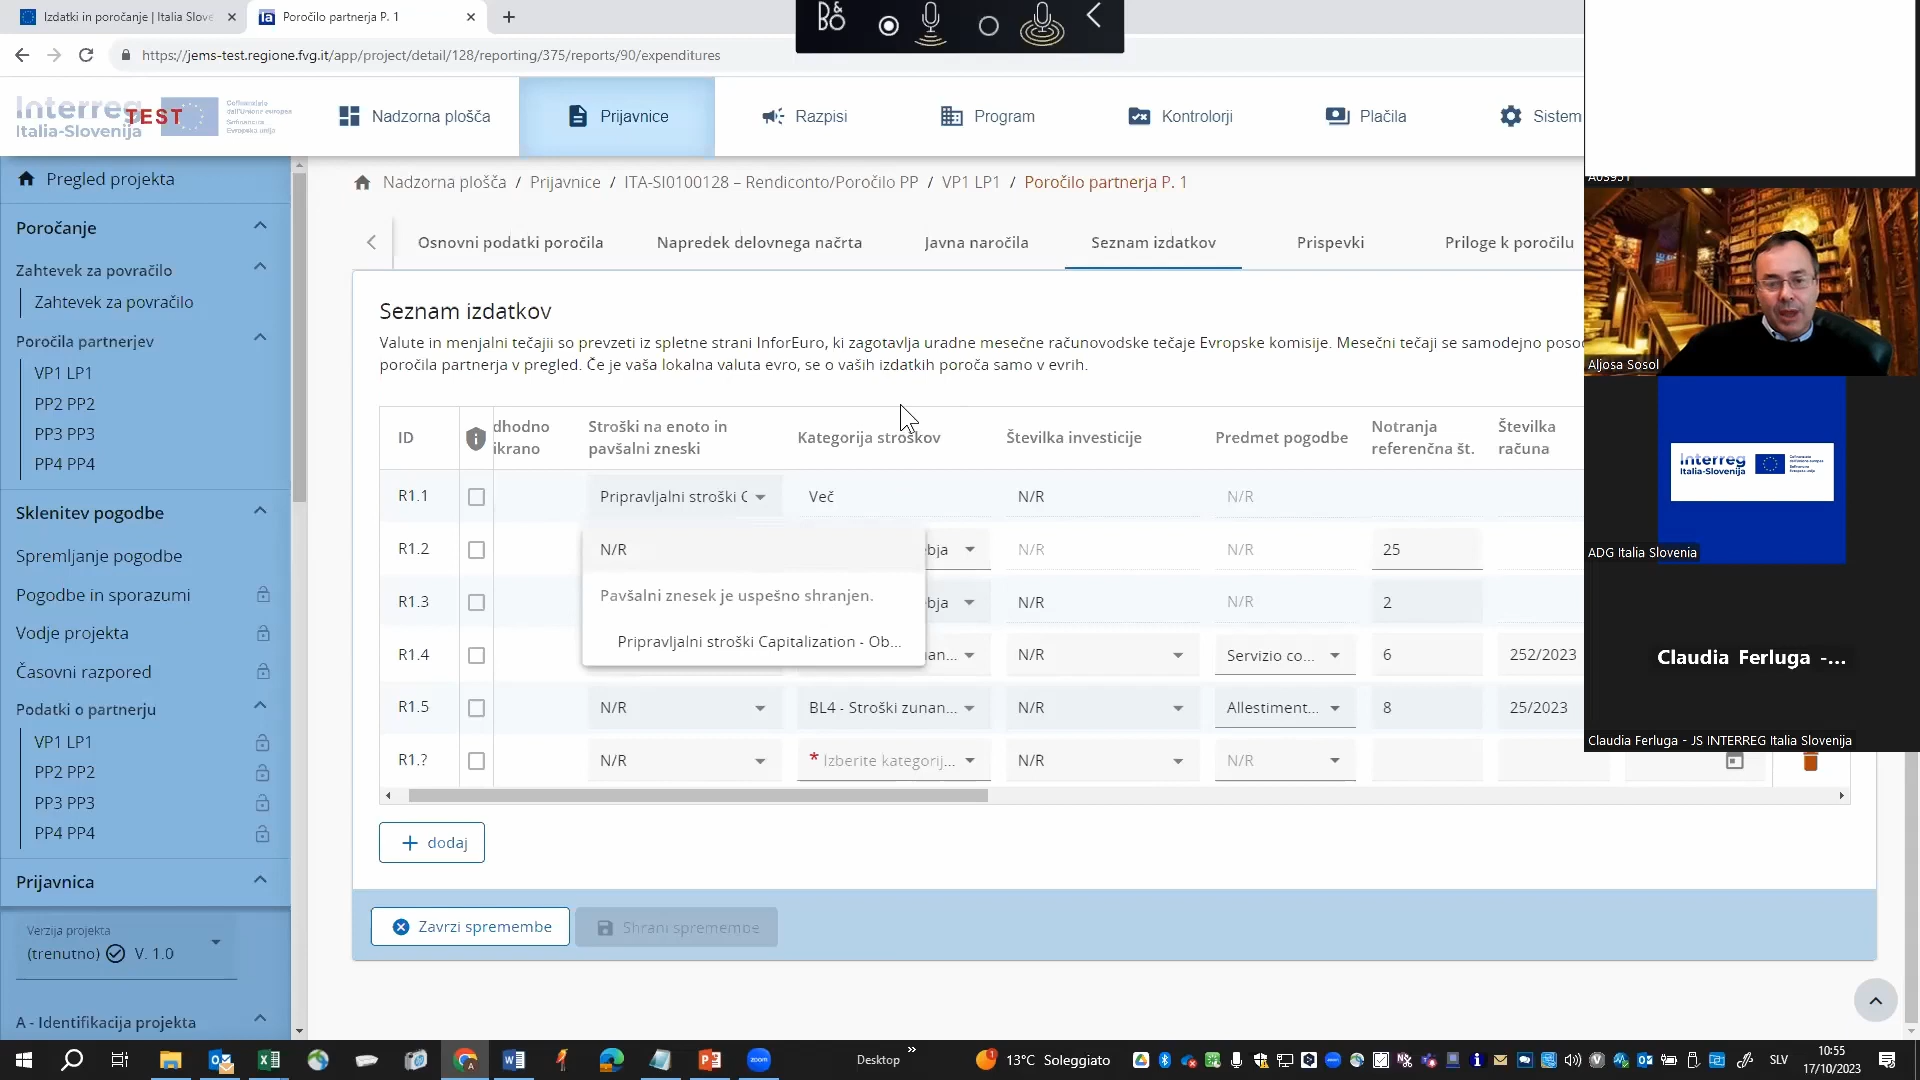 Izdatki in poročanje | Italia Slove
Poročilo partnerja P. 1
https://jems-test.regione.fvg.it/app/project/detail/128/reporting/375/reports/90/expenditures
Interreg
Italia-Slovenija
TEST
Nadzorna plošča
Prijavnice
Razpisi
Program
Kontrolorji
Plačila
Sistem
Pregled projekta
Poročanje
Zahtevek za povračilo
Zahtevek za povračilo
Poročila partnerjev
VP1 LP1
PP2 PP2
PP3 PP3
PP4 PP4
Sklenitev pogodbe
Spremljanje pogodbe
Pogodbe in sporazumi
Vodje projekta
Časovni razpored
Podatki o partnerju
VP1 LP1
PP2 PP2
PP3 PP3
PP4 PP4
Prijavnica
Verzija projekta
(trenutno) V. 1.0
A - Identifikacija projekta
Nadzorna plošča / Prijavnice / ITA-SI0100128 – Rendiconto/Poročilo PP / VP1 LP1 / Poročilo partnerja P. 1
Osnovni podatki poročila
Napredek delovnega načrta
Javna naročila
Seznam izdatkov
Prispevki
Priloge k poročilu
Seznam izdatkov
Valute in menjalni tečajii so prevzeti iz spletne strani InforEuro, ki zagotavlja uradne mesečne računovodske tečaje Evropske komisije. Mesečni tečaji se samodejno poso
poročila partnerja v pregled. Če je vaša lokalna valuta evro, se o vaših izdatkih poroča samo v evrih.
ID
dhodno
ikrano
Stroški na enoto in
pavšalni zneski
Kategorija stroškov
Številka investicije
Predmet pogodbe
Notranja
referenčna št.
Številka
računa
R1.1 Pripravljalni stroški C Več N/R N/R
R1.2 ebja N/R N/R 25
R1.3 ebja N/R N/R 2
R1.4 an... N/R Servizio co... 6 252/2023
R1.5 N/R BL4 - Stroški zunan... N/R Allestiment... 8 25/2023
R1.? N/R * Izberite kategorij... N/R N/R
N/R
Pavšalni znesek je uspešno shranjen.
Pripravljalni stroški Capitalization - Ob...
+ dodaj
Zavrzi spremembe
Shrani spremembe
Aljosa Sosol
Interreg
Italia-Slovenija
ADG Italia Slovenia
Claudia Ferluga -...
Claudia Ferluga - JS INTERREG Italia Slovenija
Desktop
13°C Soleggiato
SLV
10:55
17/10/2023